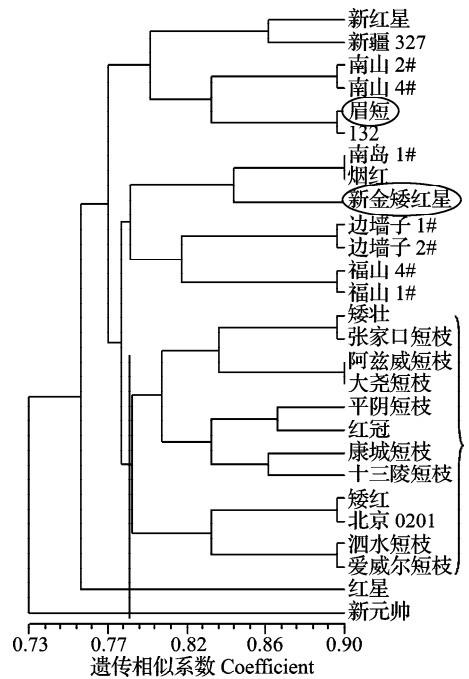 新红星
新疆 327
南山 2#
南山 4#
眉短
132
南岛 1#
烟红
新金矮红星
边墙子 1#
边墙子 2#
福山 4#
福山 1#
矮壮
张家口短枝
阿兹威短枝
大尧短枝
平阴短枝
红冠
康城短枝
十三陵短枝
矮红
北京 0201
泗水短枝
爱威尔短枝
红星
新元帅
0.73 0.77 0.82 0.86 0.90
遗传相似系数 Coefficient